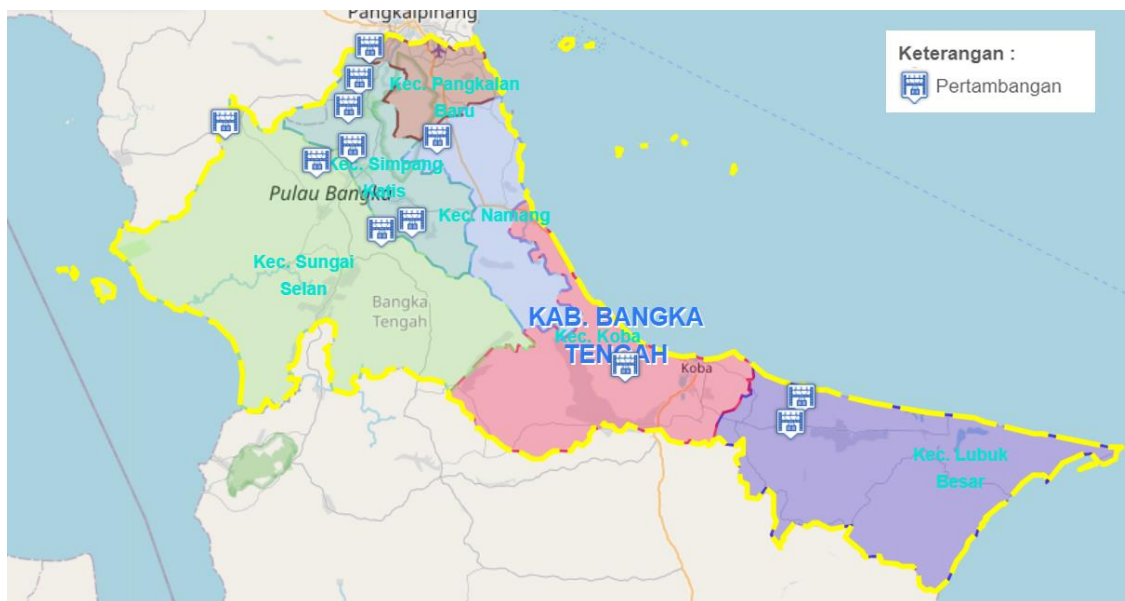 Pangkalpinang
Keterangan :
Pertambangan
Kec. Pangkalan
Baru
Kec. Simpang
Katis
Pulau Bangka
Kec. Namang
Kec. Sungai
Selan
Bangka
Tengah
KAB. BANGKA
TENGAH
Kec. Koba
Koba
Kec. Lubuk
Besar